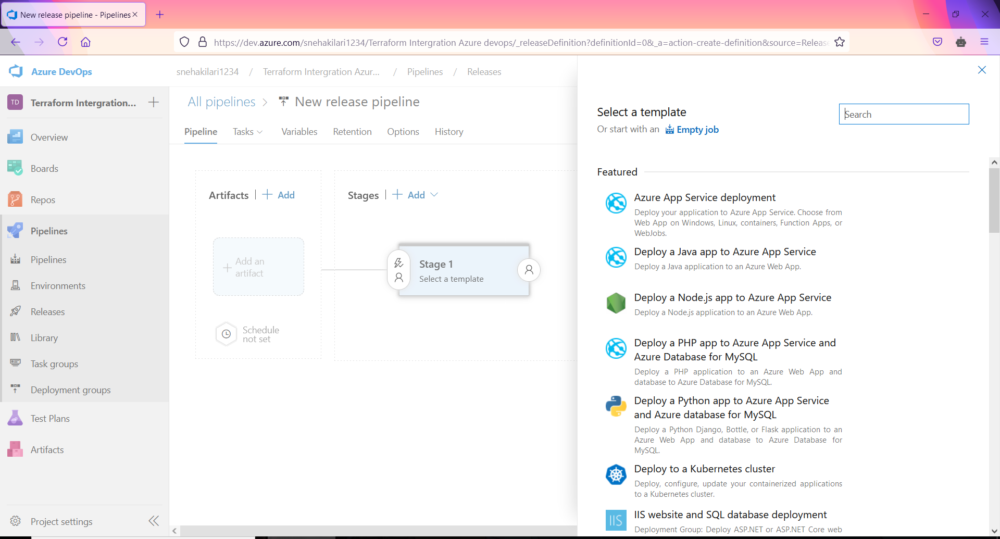 New release pipeline - Pipelines
https://dev.azure.com/snehakilari1234/Terraform Intergration Azure devops/_releaseDefinition?definitionId=0&_a=action-create-definition&source=Release
Azure DevOps
snehakilari1234 / Terraform Intergration Azur... / Pipelines / Releases
TD Terraform Intergration...
Overview
Boards
Repos
Pipelines
Pipelines
Environments
Releases
Library
Task groups
Deployment groups
Test Plans
Artifacts
Project settings
All pipelines > New release pipeline
Pipeline Tasks Variables Retention Options History
Artifacts | + Add
Add an
artifact
Schedule
not set
Stages | + Add
Stage 1
Select a template
Select a template
Or start with an Empty job
Search
Featured
Azure App Service deployment
Deploy your application to Azure App Service. Choose from
Web App on Windows, Linux, containers, Function Apps, or
WebJobs.
Deploy a Java app to Azure App Service
Deploy a Java application to an Azure Web App.
Deploy a Node.js app to Azure App Service
Deploy a Node.js application to an Azure Web App.
Deploy a PHP app to Azure App Service and
Azure Database for MySQL
Deploy a PHP application to an Azure Web App and
database to Azure Database for MySQL.
Deploy a Python app to Azure App Service
and Azure database for MySQL
Deploy a Python Django, Bottle, or Flask application to an
Azure Web App and database to Azure Database for
MySQL.
Deploy to a Kubernetes cluster
Deploy, configure, update your containerized applications
to a Kubernetes cluster.
IIS
IIS website and SQL database deployment
Deployment Group: Deploy ASP.NET or ASP.NET Core web